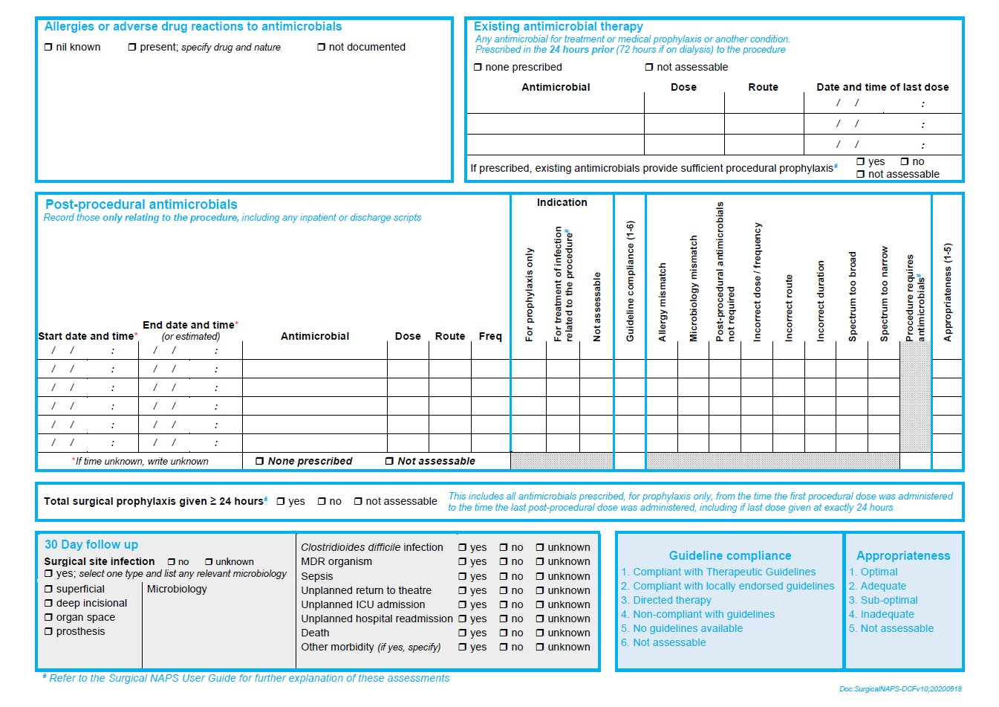 Allergies or adverse drug reactions to antimicrobials
❒ nil known ❒ present; specify drug and nature ❒ not documented
Existing antimicrobial therapy
Any antimicrobial for treatment or medical prophylaxis or another condition.
Prescribed in the 24 hours prior (72 hours if on dialysis) to the procedure
❒ none prescribed ❒ not assessable
Antimicrobial Dose Route Date and time of last dose
/ / :
/ / :
/ / :
If prescribed, existing antimicrobials provide sufficient procedural prophylaxis# ❒ yes ❒ no
❒ not assessable
Post-procedural antimicrobials
Record those only relating to the procedure, including any inpatient or discharge scripts
Indication
For prophylaxis only
For treatment of infection
related to the procedure#
Not assessable
Guideline compliance (1-6)
Allergy mismatch
Microbiology mismatch
Post-procedural antimicrobials
not required
Incorrect dose / frequency
Incorrect route
Incorrect duration
Spectrum too broad
Spectrum too narrow
Procedure requires
antimicrobials#
Appropriateness (1-5)
Start date and time* End date and time*
(or estimated)
Antimicrobial Dose Route Freq
/ / : / / :
/ / : / / :
/ / : / / :
/ / : / / :
/ / : / / :
/ / : / / :
*If time unknown, write unknown ❒ None prescribed ❒ Not assessable
Total surgical prophylaxis given ≥ 24 hours# ❒ yes ❒ no ❒ not assessable
This includes all antimicrobials prescribed, for prophylaxis only, from the time the first procedural dose was administered
to the time the last post-procedural dose was administered, including if last dose given at exactly 24 hours
30 Day follow up
Surgical site infection ❒ no ❒ unknown
❒ yes; select one type and list any relevant microbiology
❒ superficial
❒ deep incisional
❒ organ space
❒ prosthesis
Microbiology
Clostridioides difficile infection ❒ yes ❒ no ❒ unknown
MDR organism ❒ yes ❒ no ❒ unknown
Sepsis ❒ yes ❒ no ❒ unknown
Unplanned return to theatre ❒ yes ❒ no ❒ unknown
Unplanned ICU admission ❒ yes ❒ no ❒ unknown
Unplanned hospital readmission ❒ yes ❒ no ❒ unknown
Death ❒ yes ❒ no ❒ unknown
Other morbidity (if yes, specify) ❒ yes ❒ no ❒ unknown
Guideline compliance
1. Compliant with Therapeutic Guidelines
2. Compliant with locally endorsed guidelines
3. Directed therapy
4. Non-compliant with guidelines
5. No guidelines available
6. Not assessable
Appropriateness
1. Optimal
2. Adequate
3. Sub-optimal
4. Inadequate
5. Not assessable
# Refer to the Surgical NAPS User Guide for further explanation of these assessments
Doc:SurgicalNAPS-DCFv10;20200518